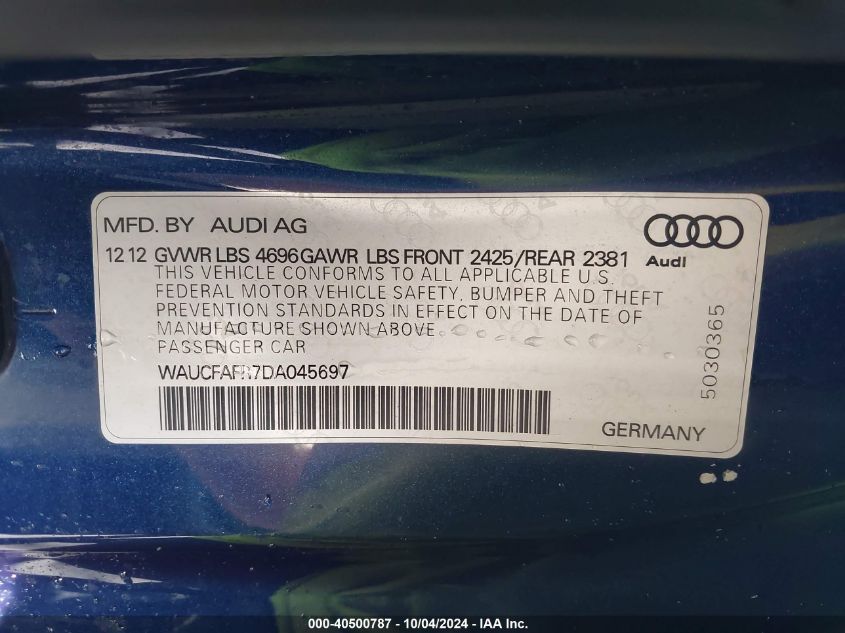 MFD. BY AUDI AG
Audi
12 12 GVWR LBS 4696 GAWR LBS FRONT 2425/REAR 2381
THIS VEHICLE CONFORMS TO ALL APPLICABLE U.S.
FEDERAL MOTOR VEHICLE SAFETY, BUMPER AND THEFT
PREVENTION STANDARDS IN EFFECT ON THE DATE OF
MANUFACTURE SHOWN ABOVE.
PASSENGER CAR
WAUCFAFR7DA045697
5030365
GERMANY
000-40500787 - 10/04/2024 - IAA Inc.